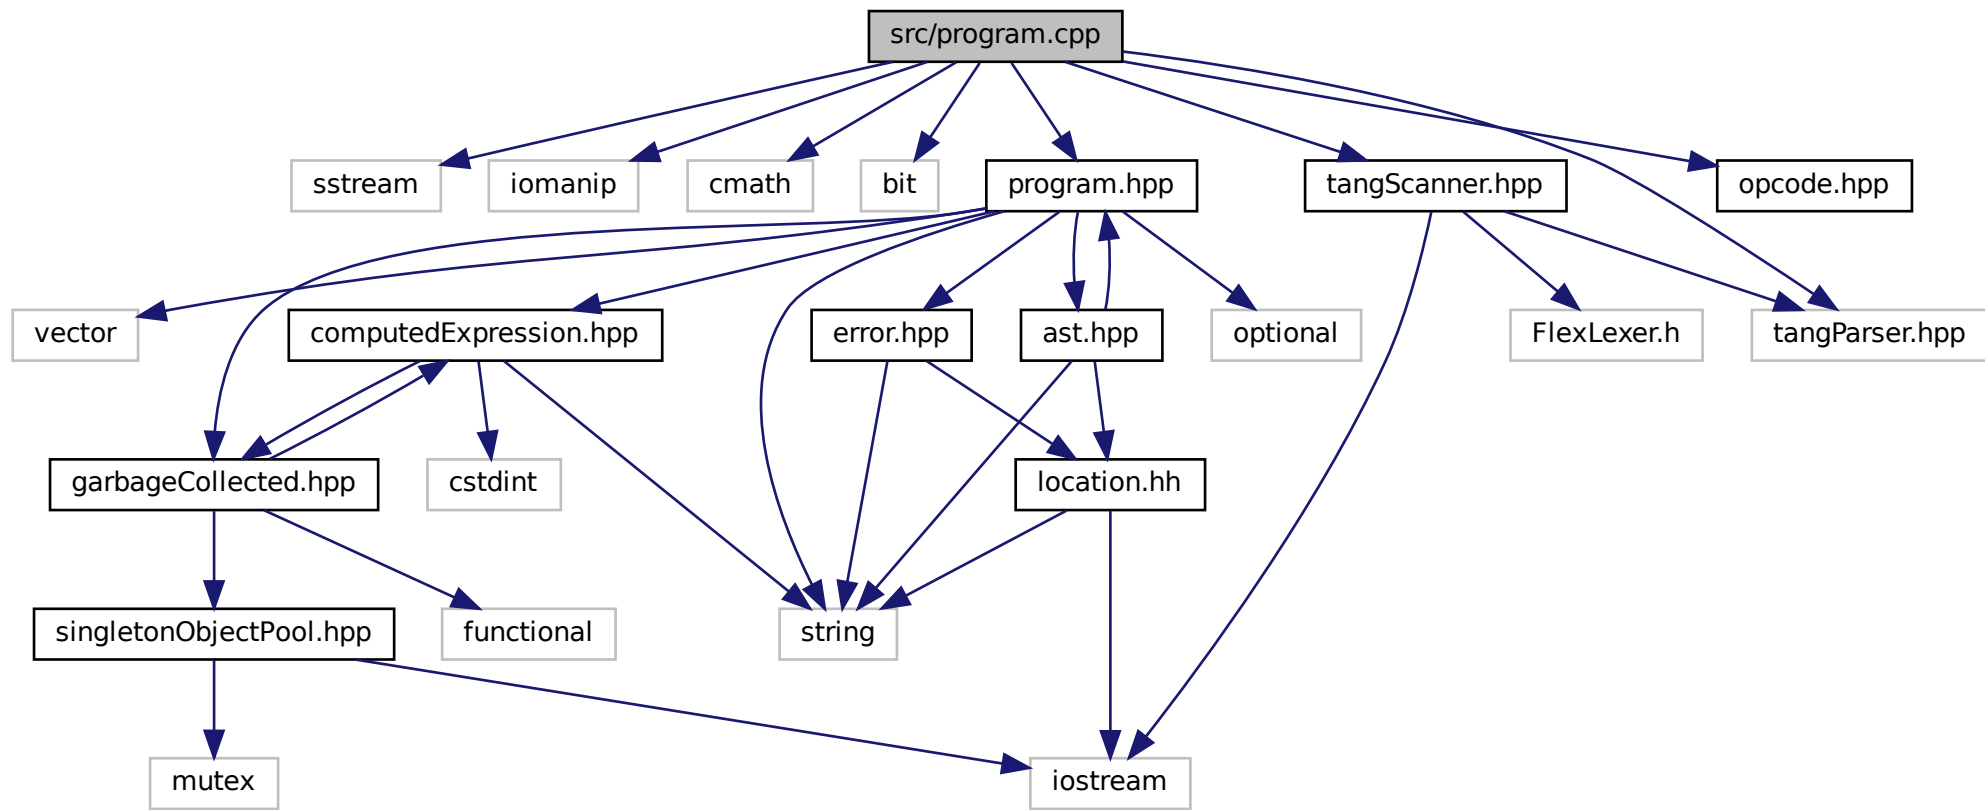 src/program.cpp
sstream
iomanip
cmath
bit
program.hpp
tangScanner.hpp
opcode.hpp
vector
computedExpression.hpp
error.hpp
ast.hpp
optional
FlexLexer.h
tangParser.hpp
garbageCollected.hpp
cstdint
location.hh
singletonObjectPool.hpp
functional
string
mutex
iostream